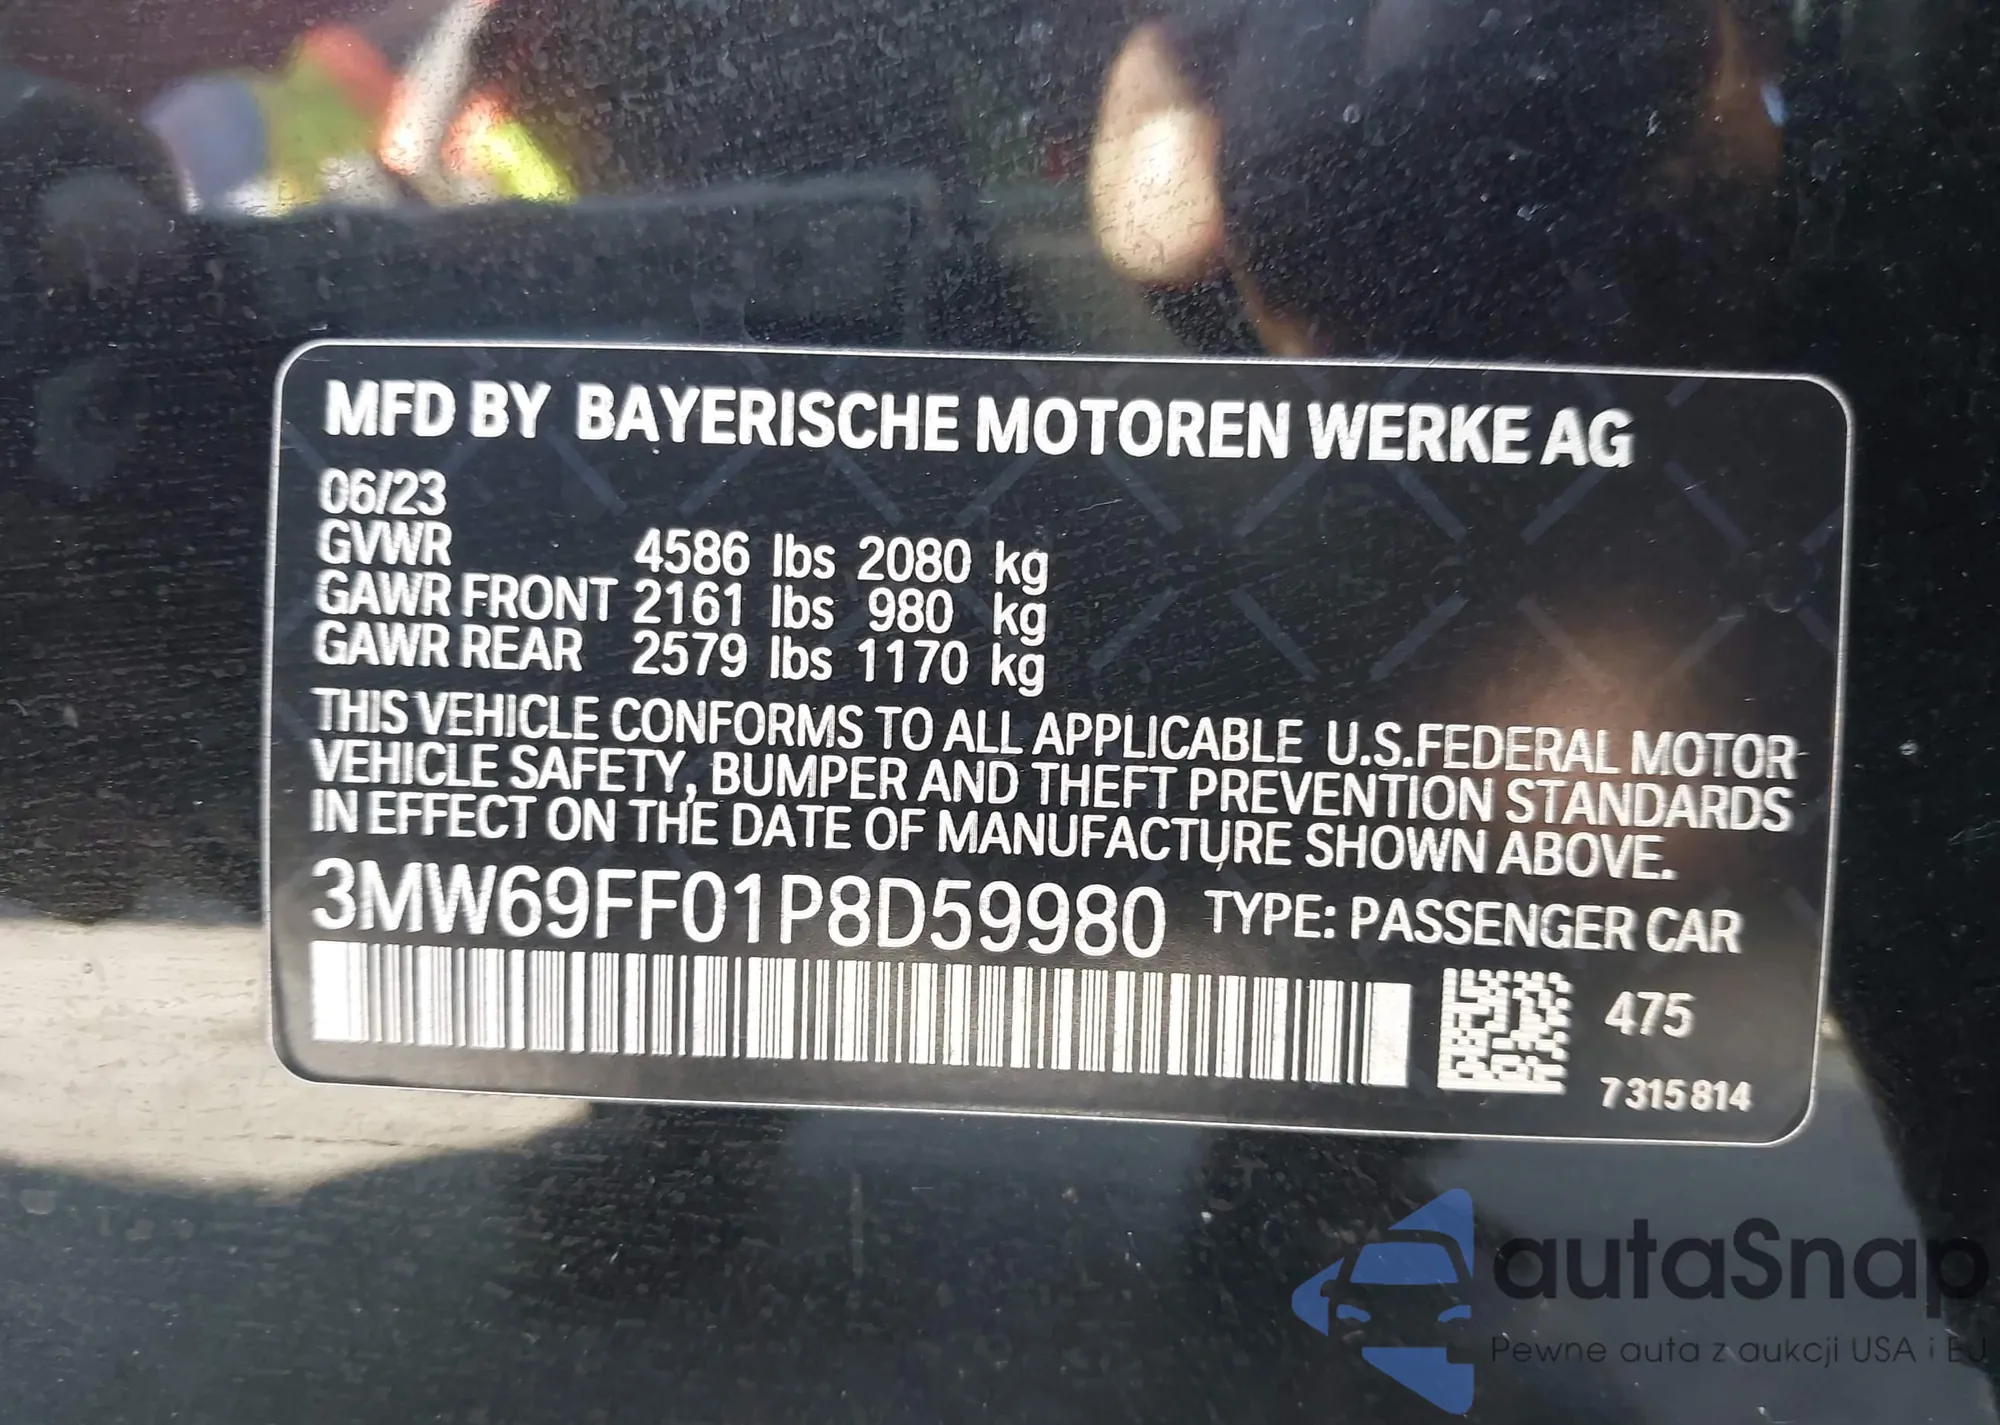 MFD BY BAYERISCHE MOTOREN WERKE AG
06/23
GVWR 4586 lbs 2080 kg
GAWR FRONT 2161 lbs 980 kg
GAWR REAR 2579 lbs 1170 kg
THIS VEHICLE CONFORMS TO ALL APPLICABLE U.S.FEDERAL MOTOR
VEHICLE SAFETY, BUMPER AND THEFT PREVENTION STANDARDS
IN EFFECT ON THE DATE OF MANUFACTURE SHOWN ABOVE.
3MW69FF01P8D59980 TYPE: PASSENGER CAR
475
7315814
autaSnap
Pewne auta z aukcji USA i EU